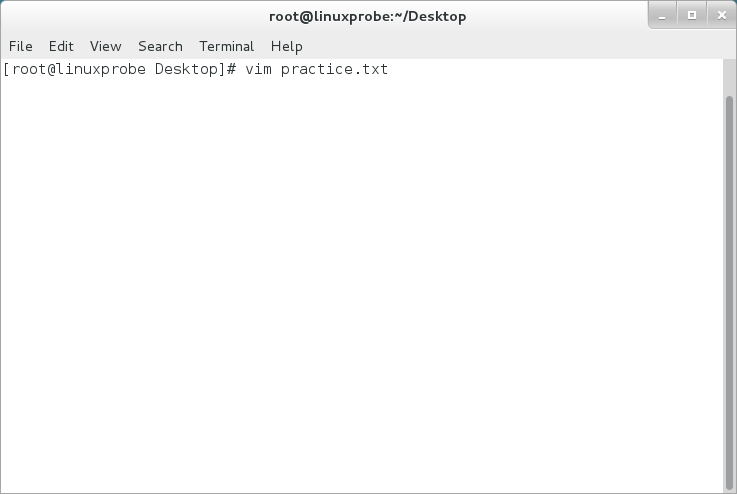 root@linuxprobe:~/Desktop
File Edit View Search Terminal Help
[root@linuxprobe Desktop]# vim practice.txt